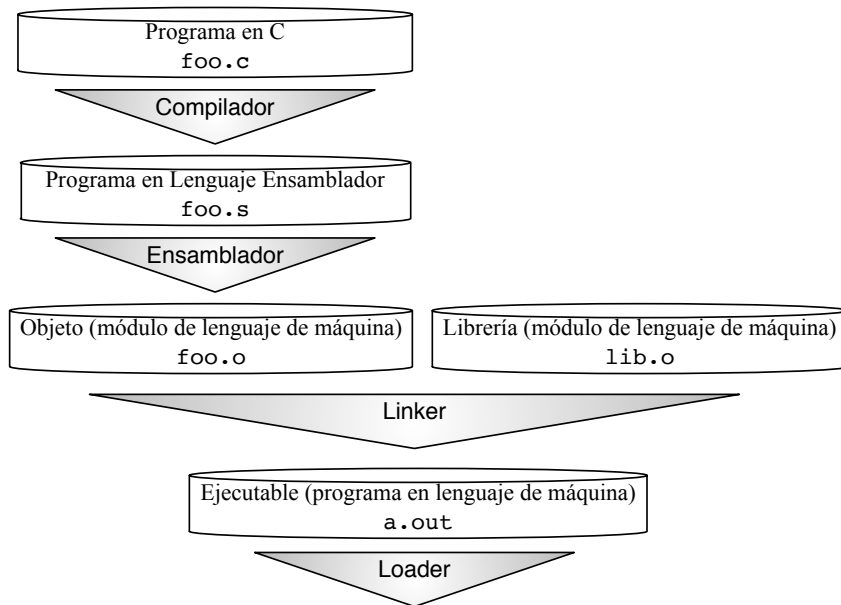 Programa en C
foo.c
Compilador
Programa en Lenguaje Ensamblador
foo.s
Ensamblador
Objeto (módulo de lenguaje de máquina)
foo.o
Librería (módulo de lenguaje de máquina)
lib.o
Linker
Ejecutable (programa en lenguaje de máquina)
a.out
Loader